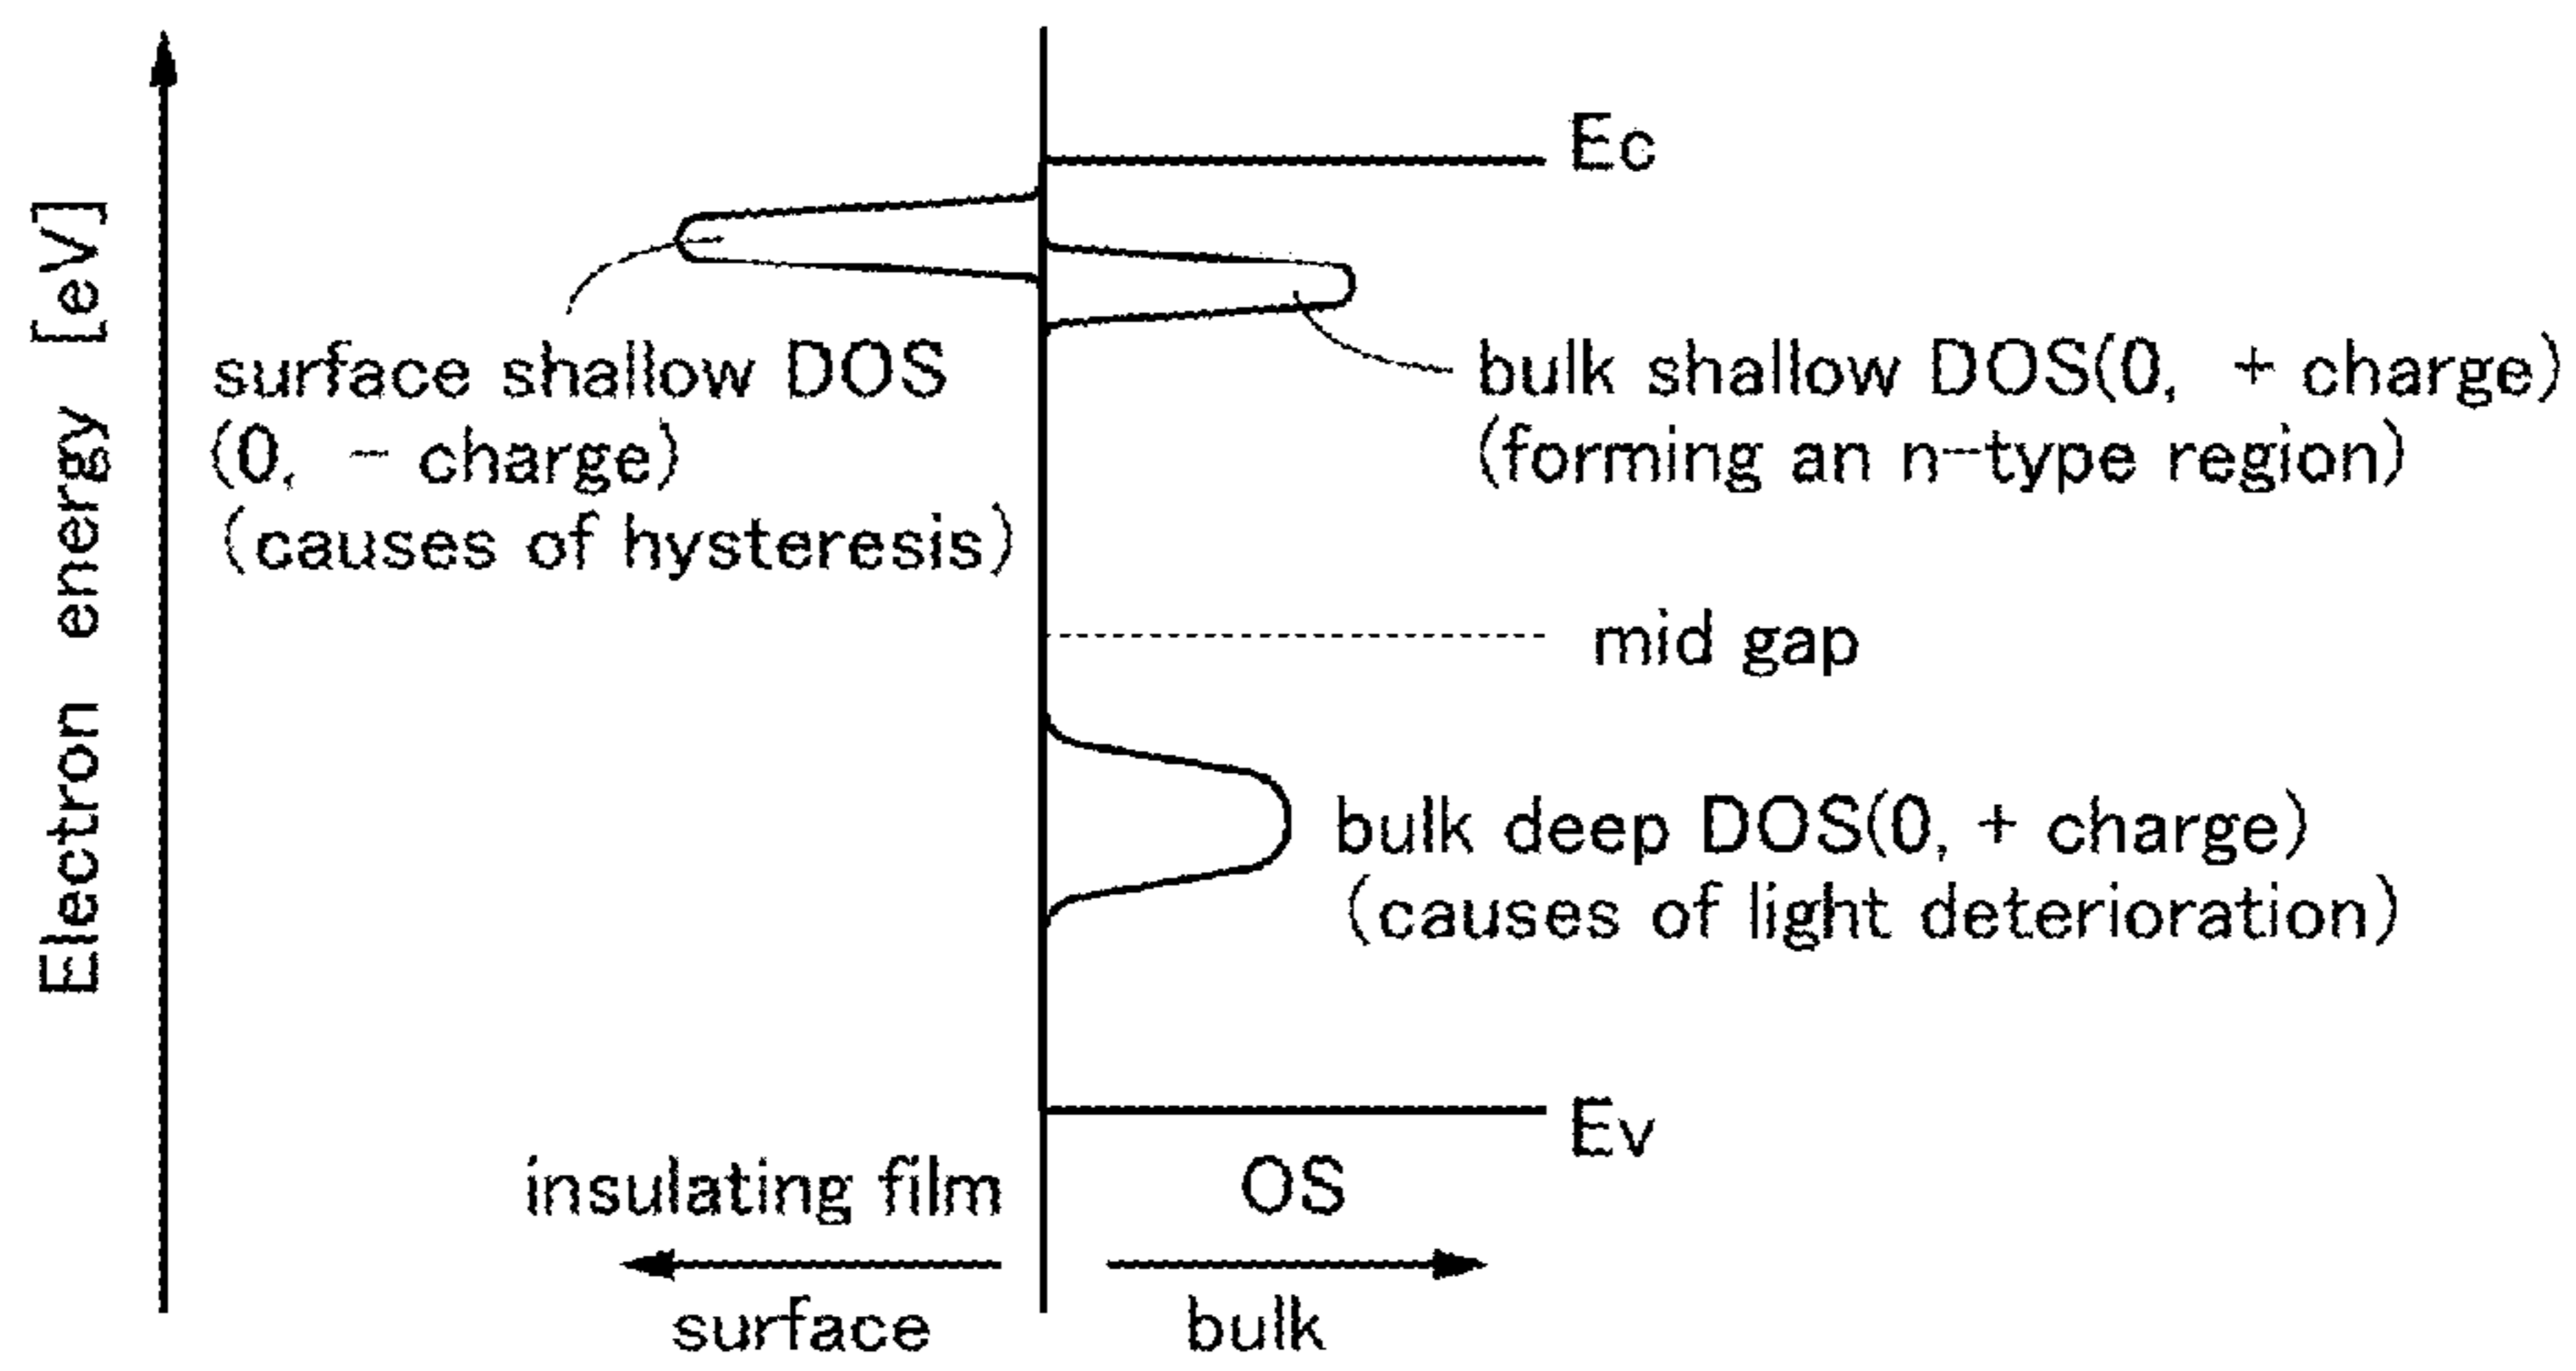 Electron energy [eV]
Ec
surface shallow DOS
(0, - charge)
(causes of hysteresis)
bulk shallow DOS(0, + charge)
(forming an n-type region)
mid gap
bulk deep DOS(0, + charge)
(causes of light deterioration)
Ev
insulating film
OS
surface
bulk